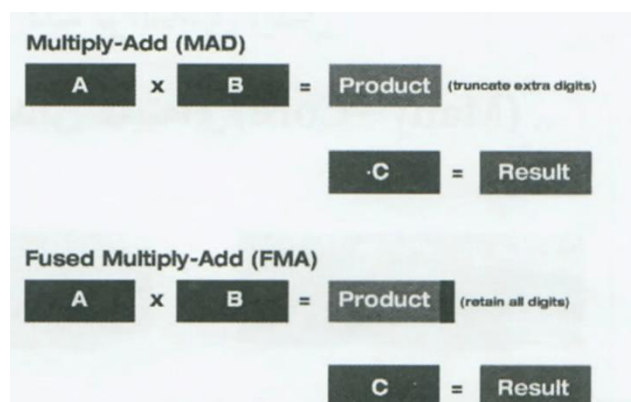 Multiply-Add (MAD)
A x B = Product (truncate extra digits)
·C = Result
Fused Multiply-Add (FMA)
A x B = Product (retain all digits)
C = Result